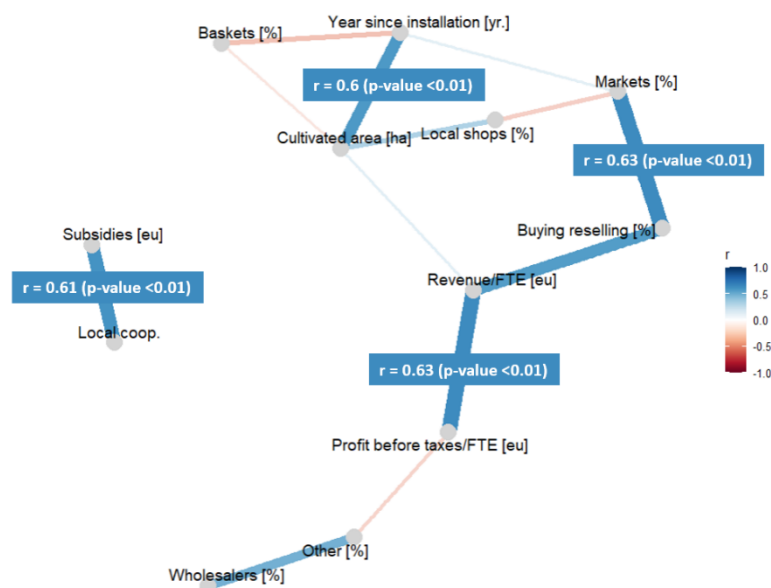 Year since installation [yr.]
Baskets [%]
r = 0.6 (p-value <0.01)
Markets [%]
Cultivated area [ha]
Local shops [%]
r = 0.63 (p-value <0.01)
Subsidies [eu]
Buying reselling [%]
r = 0.61 (p-value <0.01)
Revenue/FTE [eu]
Local coop.
r
1.0
0.5
0.0
-0.5
-1.0
r = 0.63 (p-value <0.01)
Profit before taxes/FTE [eu]
Other [%]
Wholesalers [%]